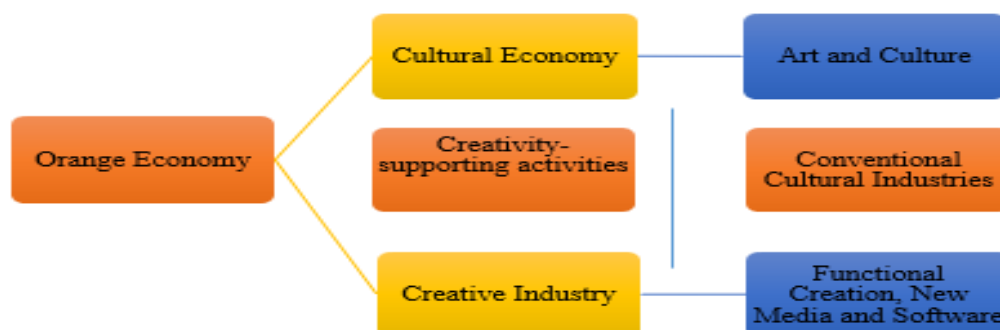 Cultural Economy
Art and Culture
Orange Economy
Creativity-
supporting activities
Conventional
Cultural Industries
Creative Industry
Functional
Creation, New
Media and Software